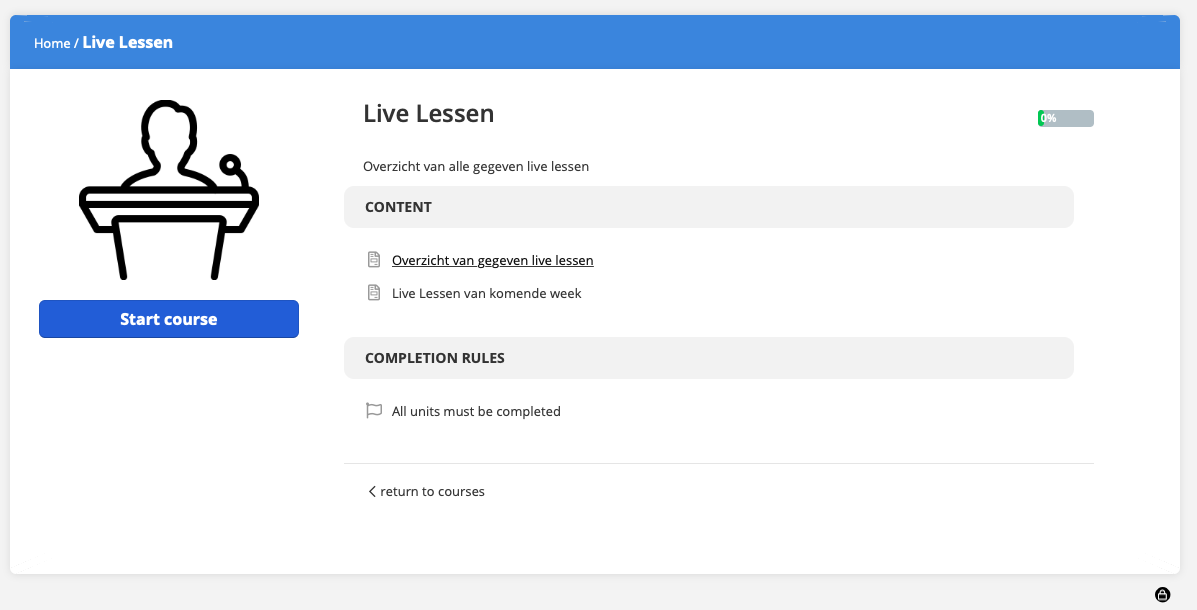 Home / Live Lessen
Live Lessen
0%
Overzicht van alle gegeven live lessen
CONTENT
Overzicht van gegeven live lessen
Live Lessen van komende week
Start course
COMPLETION RULES
All units must be completed
return to courses